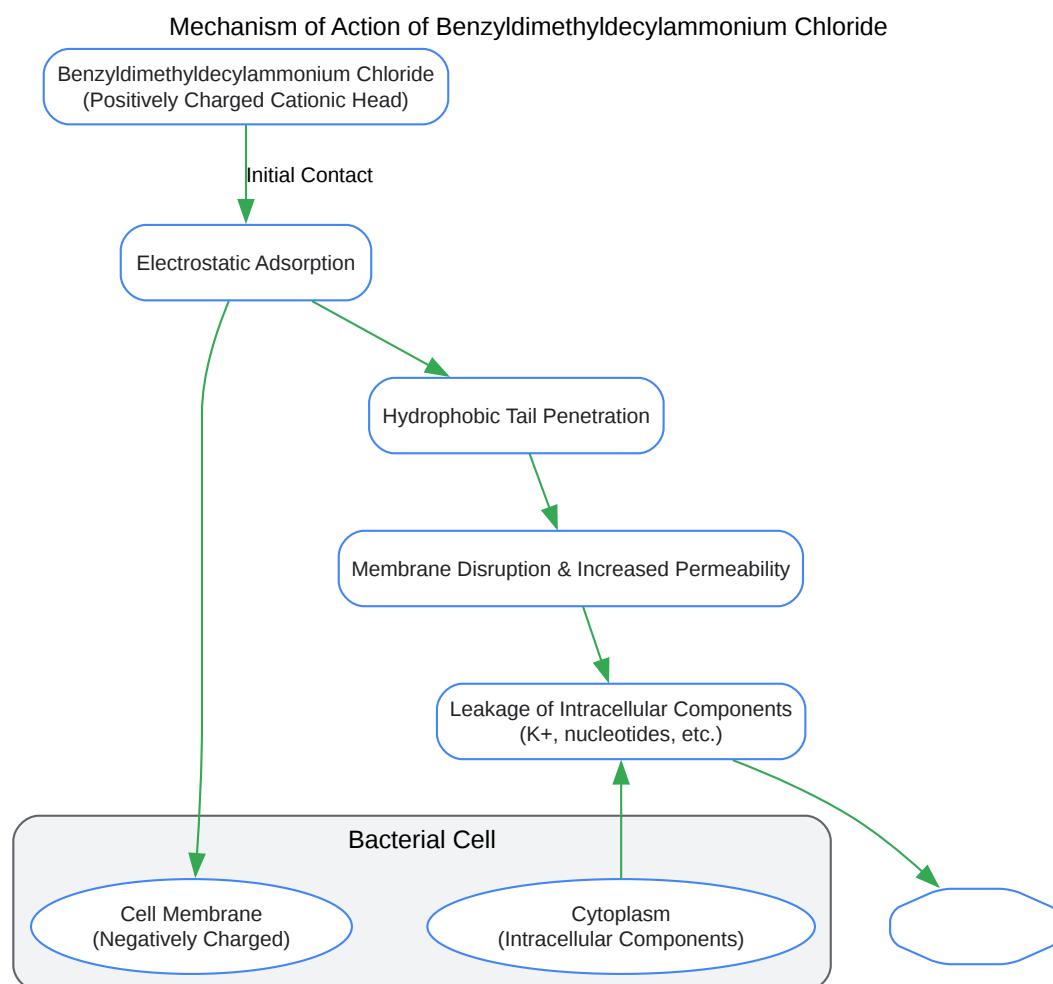 Mechanism of Action of Benzyldimethyldecylammonium Chloride
Benzyldimethyldecylammonium Chloride
(Positively Charged Cationic Head)
Initial Contact
Electrostatic Adsorption
Hydrophobic Tail Penetration
Membrane Disruption & Increased Permeability
Leakage of Intracellular Components
(K+, nucleotides, etc.)
Bacterial Cell
Cell Membrane
(Negatively Charged)
Cytoplasm
(Intracellular Components)